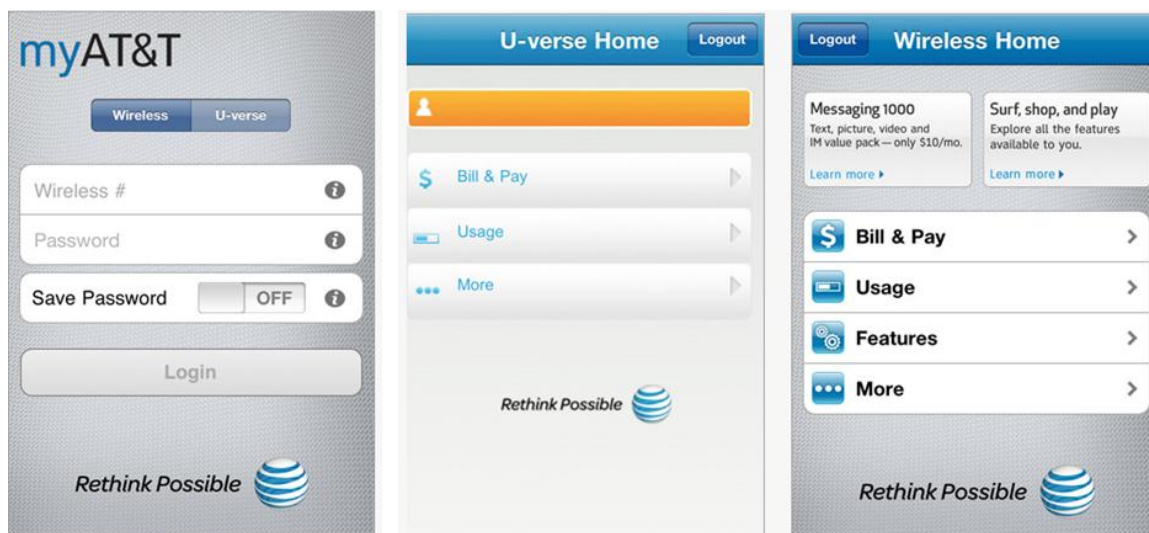 myAT&T
Wireless
U-verse
Wireless #
Password
Save Password OFF
Login
Rethink Possible
U-verse Home
Logout
$ Bill & Pay
Usage
More
Rethink Possible
Logout
Wireless Home
Messaging 1000
Text, picture, video and
IM value pack — only $10/mo.
Learn more
Surf, shop, and play
Explore all the features
available to you.
Learn more
$ Bill & Pay
Usage
Features
More
Rethink Possible